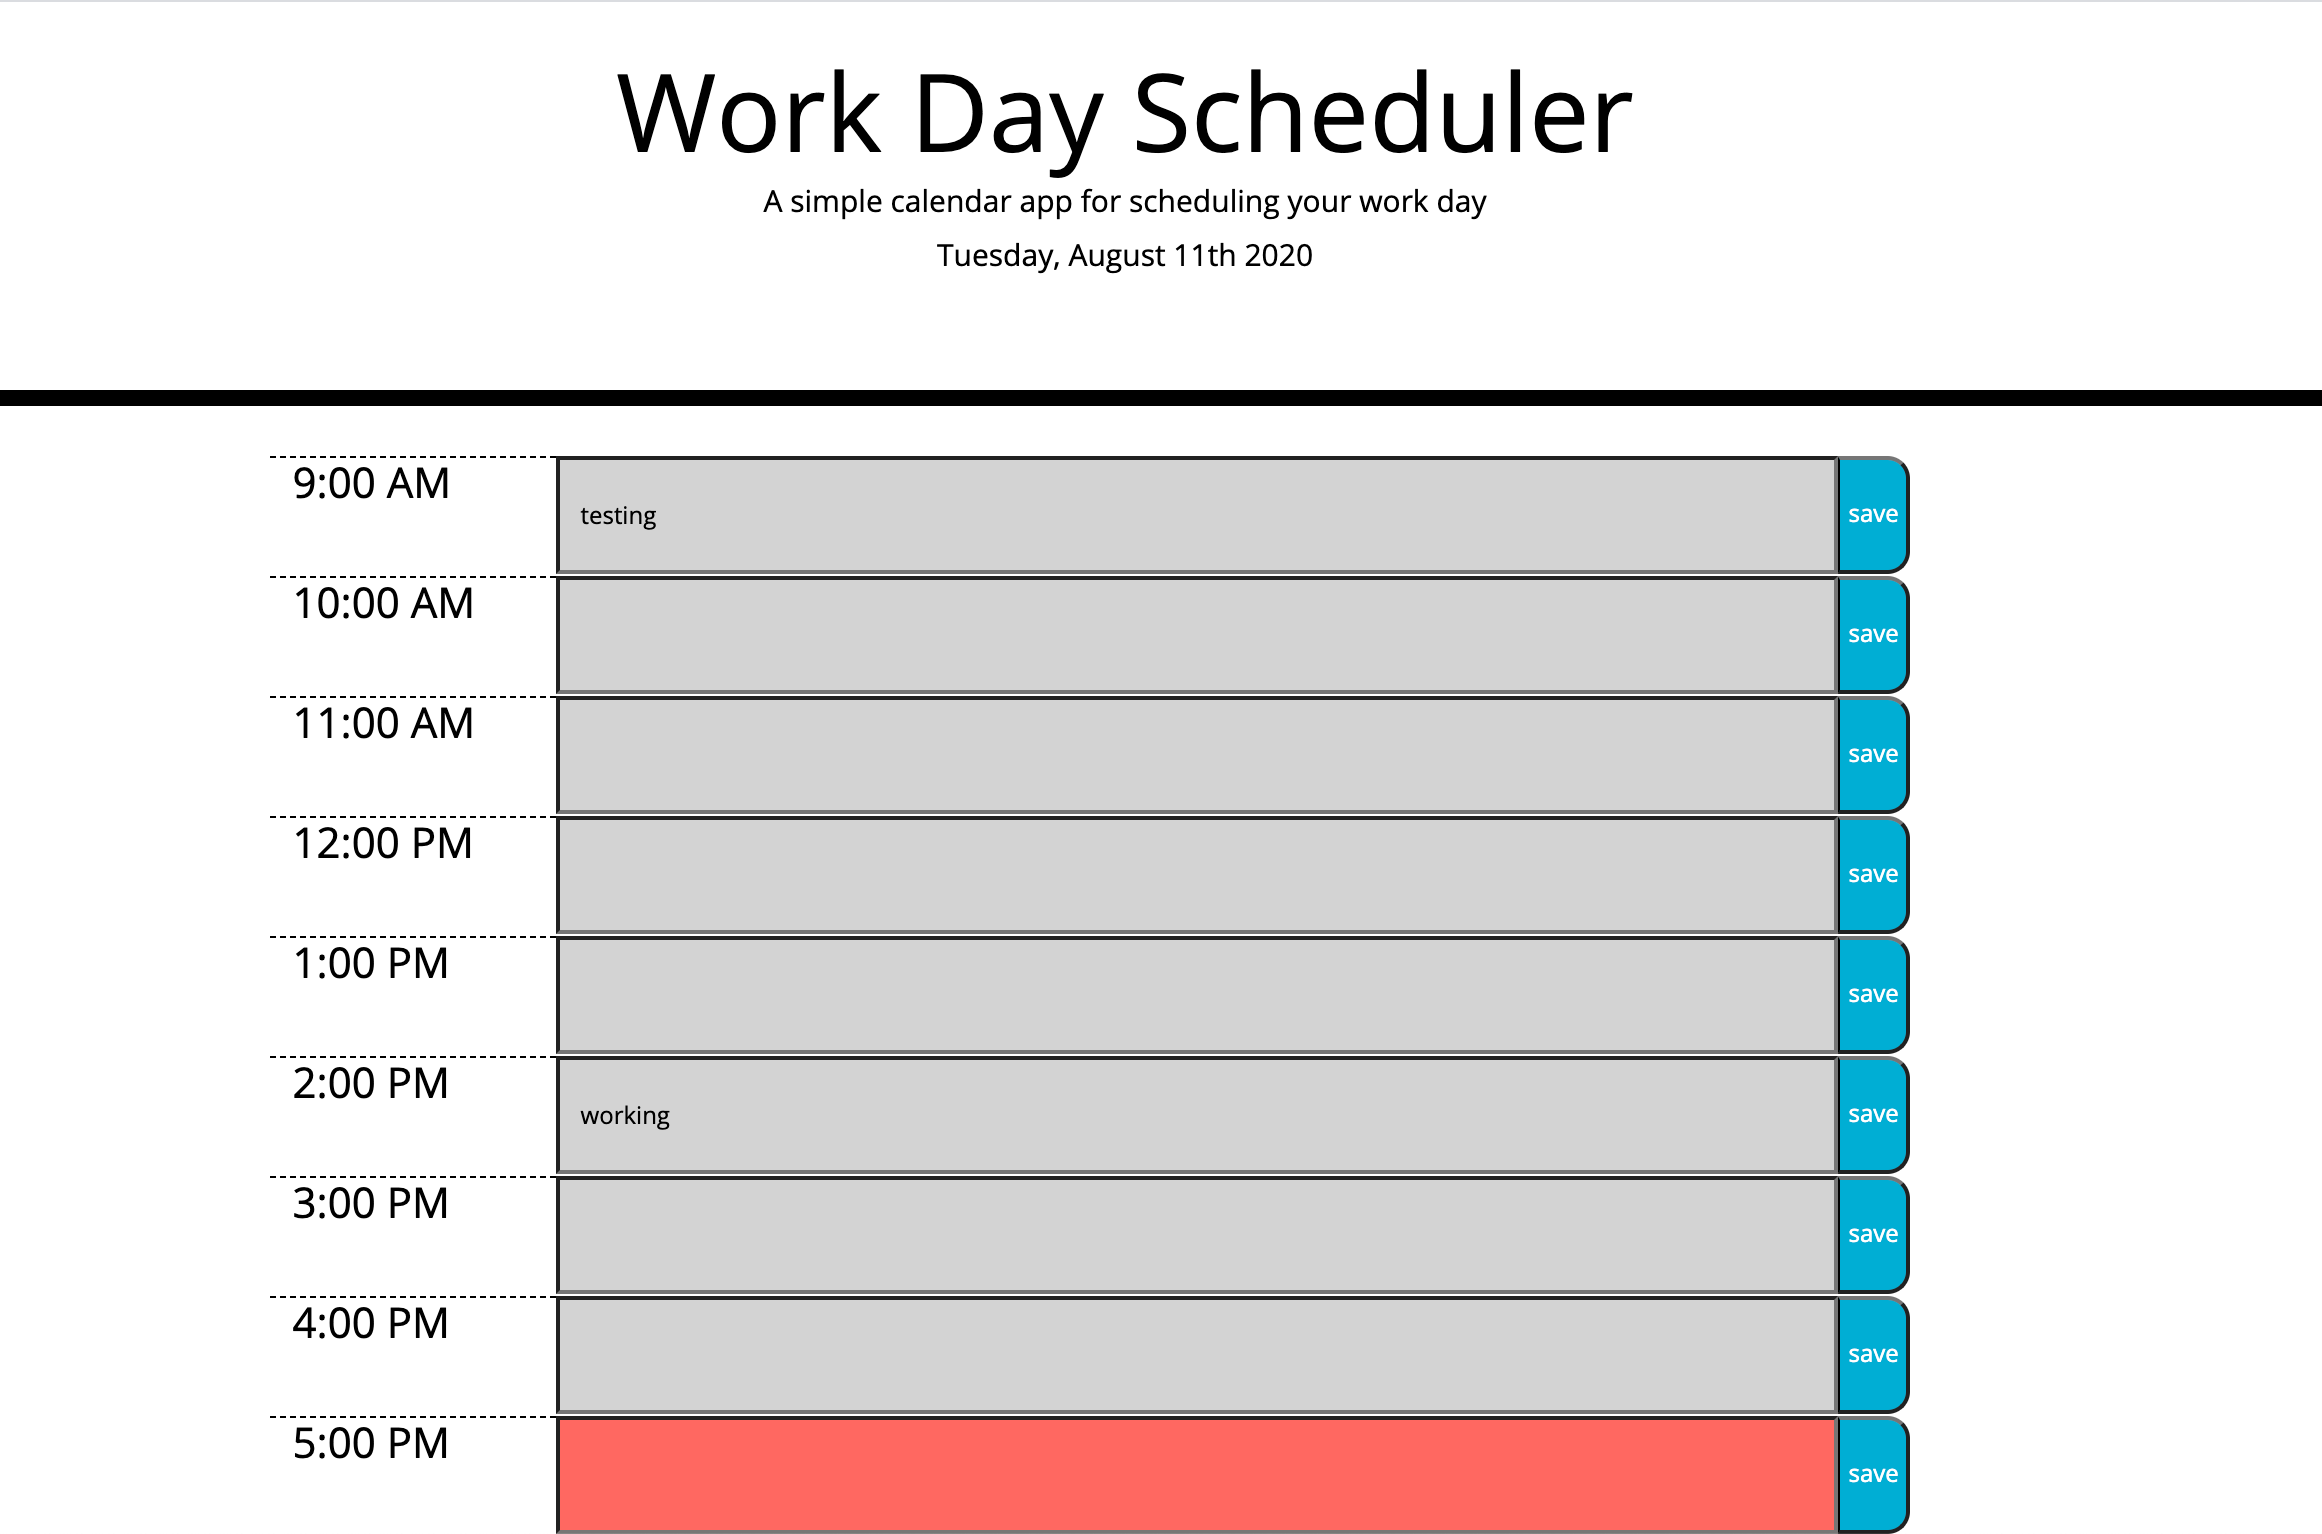 Work Day Scheduler
A simple calendar app for scheduling your work day
Tuesday, August 11th 2020
9:00 AM testing save
10:00 AM save
11:00 AM save
12:00 PM save
1:00 PM save
2:00 PM working save
3:00 PM save
4:00 PM save
5:00 PM save